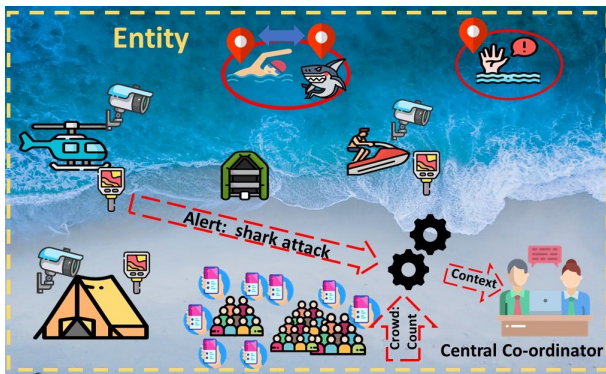 Entity
!
Alert: shark attack
Context
Crowd:
Count
Central Co-ordinator